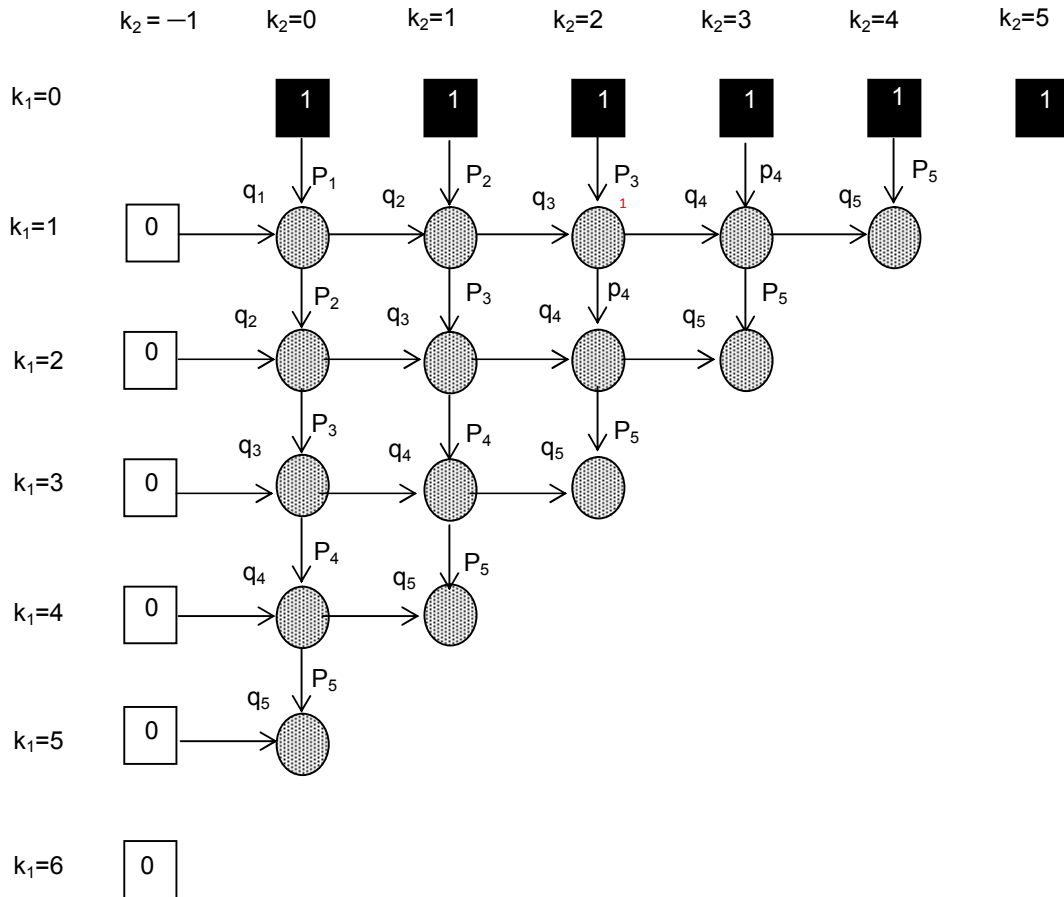 k₂ = −1 k₂=0 k₂=1 k₂=2 k₂=3 k₂=4 k₂=5
k₁=0 1 1 1 1 1 1
q₁ P₁ q₂ P₂ q₃ P₃ q₄ p₄ q₅ P₅
1
k₁=1 0
q₂ P₂ q₃ P₃ q₄ p₄ q₅ P₅
k₁=2 0
q₃ P₃ q₄ P₄ q₅ P₅
k₁=3 0
q₄ P₄ q₅ P₅
k₁=4 0
q₅ P₅
k₁=5 0
k₁=6 0